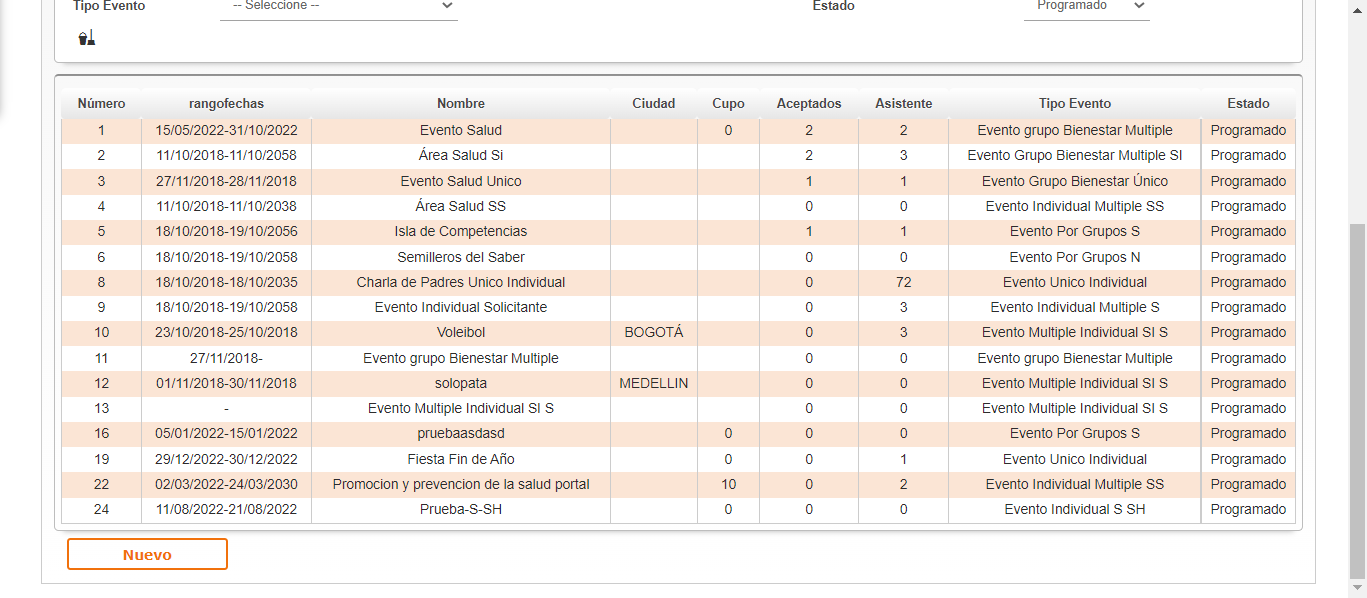 Tipo Evento -- Seleccione -- Estado Programado
Número rangofechas Nombre Ciudad Cupo Aceptados Asistente Tipo Evento Estado
1 15/05/2022-31/10/2022 Evento Salud 0 2 2 Evento grupo Bienestar Multiple Programado
2 11/10/2018-11/10/2058 Área Salud Si 2 3 Evento Grupo Bienestar Multiple SI Programado
3 27/11/2018-28/11/2018 Evento Salud Unico 1 1 Evento Grupo Bienestar Único Programado
4 11/10/2018-11/10/2038 Área Salud SS 0 0 Evento Individual Multiple SS Programado
5 18/10/2018-19/10/2056 Isla de Competencias 1 1 Evento Por Grupos S Programado
6 18/10/2018-19/10/2058 Semilleros del Saber 0 0 Evento Por Grupos N Programado
8 18/10/2018-18/10/2035 Charla de Padres Unico Individual 0 72 Evento Unico Individual Programado
9 18/10/2018-19/10/2058 Evento Individual Solicitante 0 3 Evento Individual Multiple S Programado
10 23/10/2018-25/10/2018 Voleibol BOGOTÁ 0 3 Evento Multiple Individual SI S Programado
11 27/11/2018- Evento grupo Bienestar Multiple 0 0 Evento grupo Bienestar Multiple Programado
12 01/11/2018-30/11/2018 solopata MEDELLIN 0 0 Evento Multiple Individual SI S Programado
13 - Evento Multiple Individual SI S 0 0 Evento Multiple Individual SI S Programado
16 05/01/2022-15/01/2022 pruebaasdasd 0 0 0 Evento Por Grupos S Programado
19 29/12/2022-30/12/2022 Fiesta Fin de Año 0 0 1 Evento Unico Individual Programado
22 02/03/2022-24/03/2030 Promocion y prevencion de la salud portal 10 0 2 Evento Individual Multiple SS Programado
24 11/08/2022-21/08/2022 Prueba-S-SH 0 0 0 Evento Individual S SH Programado
Nuevo